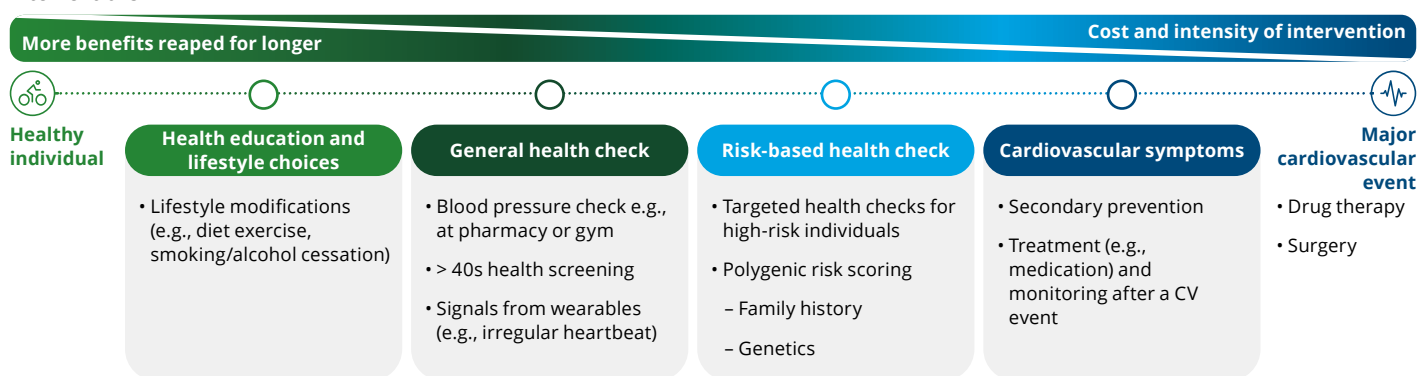 More benefits reaped for longer
Cost and intensity of intervention
Healthy
individual
Health education and
lifestyle choices
• Lifestyle modifications
(e.g., diet exercise,
smoking/alcohol cessation)
General health check
• Blood pressure check e.g.,
at pharmacy or gym
• > 40s health screening
• Signals from wearables
(e.g., irregular heartbeat)
Risk-based health check
• Targeted health checks for
high-risk individuals
• Polygenic risk scoring
– Family history
– Genetics
Cardiovascular symptoms
• Secondary prevention
• Treatment (e.g.,
medication) and
monitoring after a CV
event
Major
cardiovascular
event
• Drug therapy
• Surgery